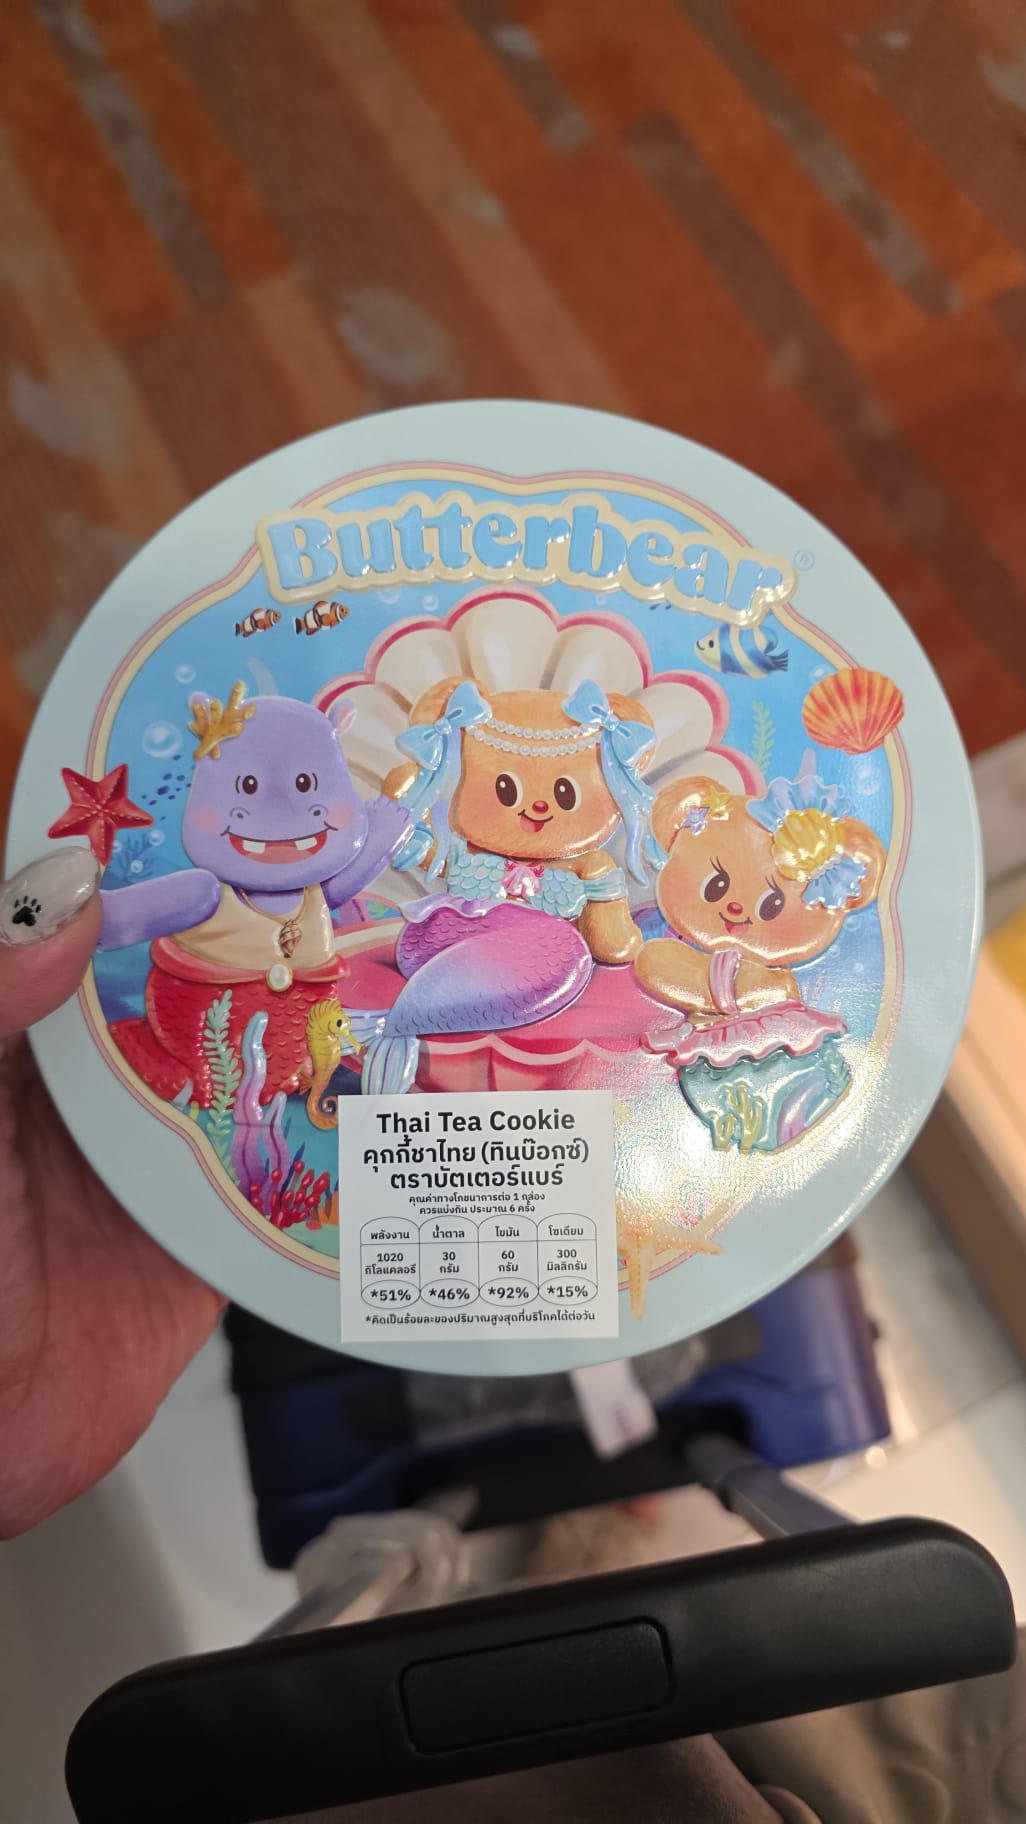 Butterbear ®
Thai Tea Cookie
คุกกี้ชาไทย (ทินบ๊อกซ์)
ตราบัตเตอร์แบร์
คุณค่าทางโภชนาการต่อ 1 กล่อง
ควรแบ่งกิน ประมาณ 6 ครั้ง
พลังงาน น้ำตาล ไขมัน โซเดียม
1020 30 60 300
กิโลแคลอรี กรัม กรัม มิลลิกรัม
*51% *46% *92% *15%
*คิดเป็นร้อยละของปริมาณสูงสุดที่บริโภคได้ต่อวัน